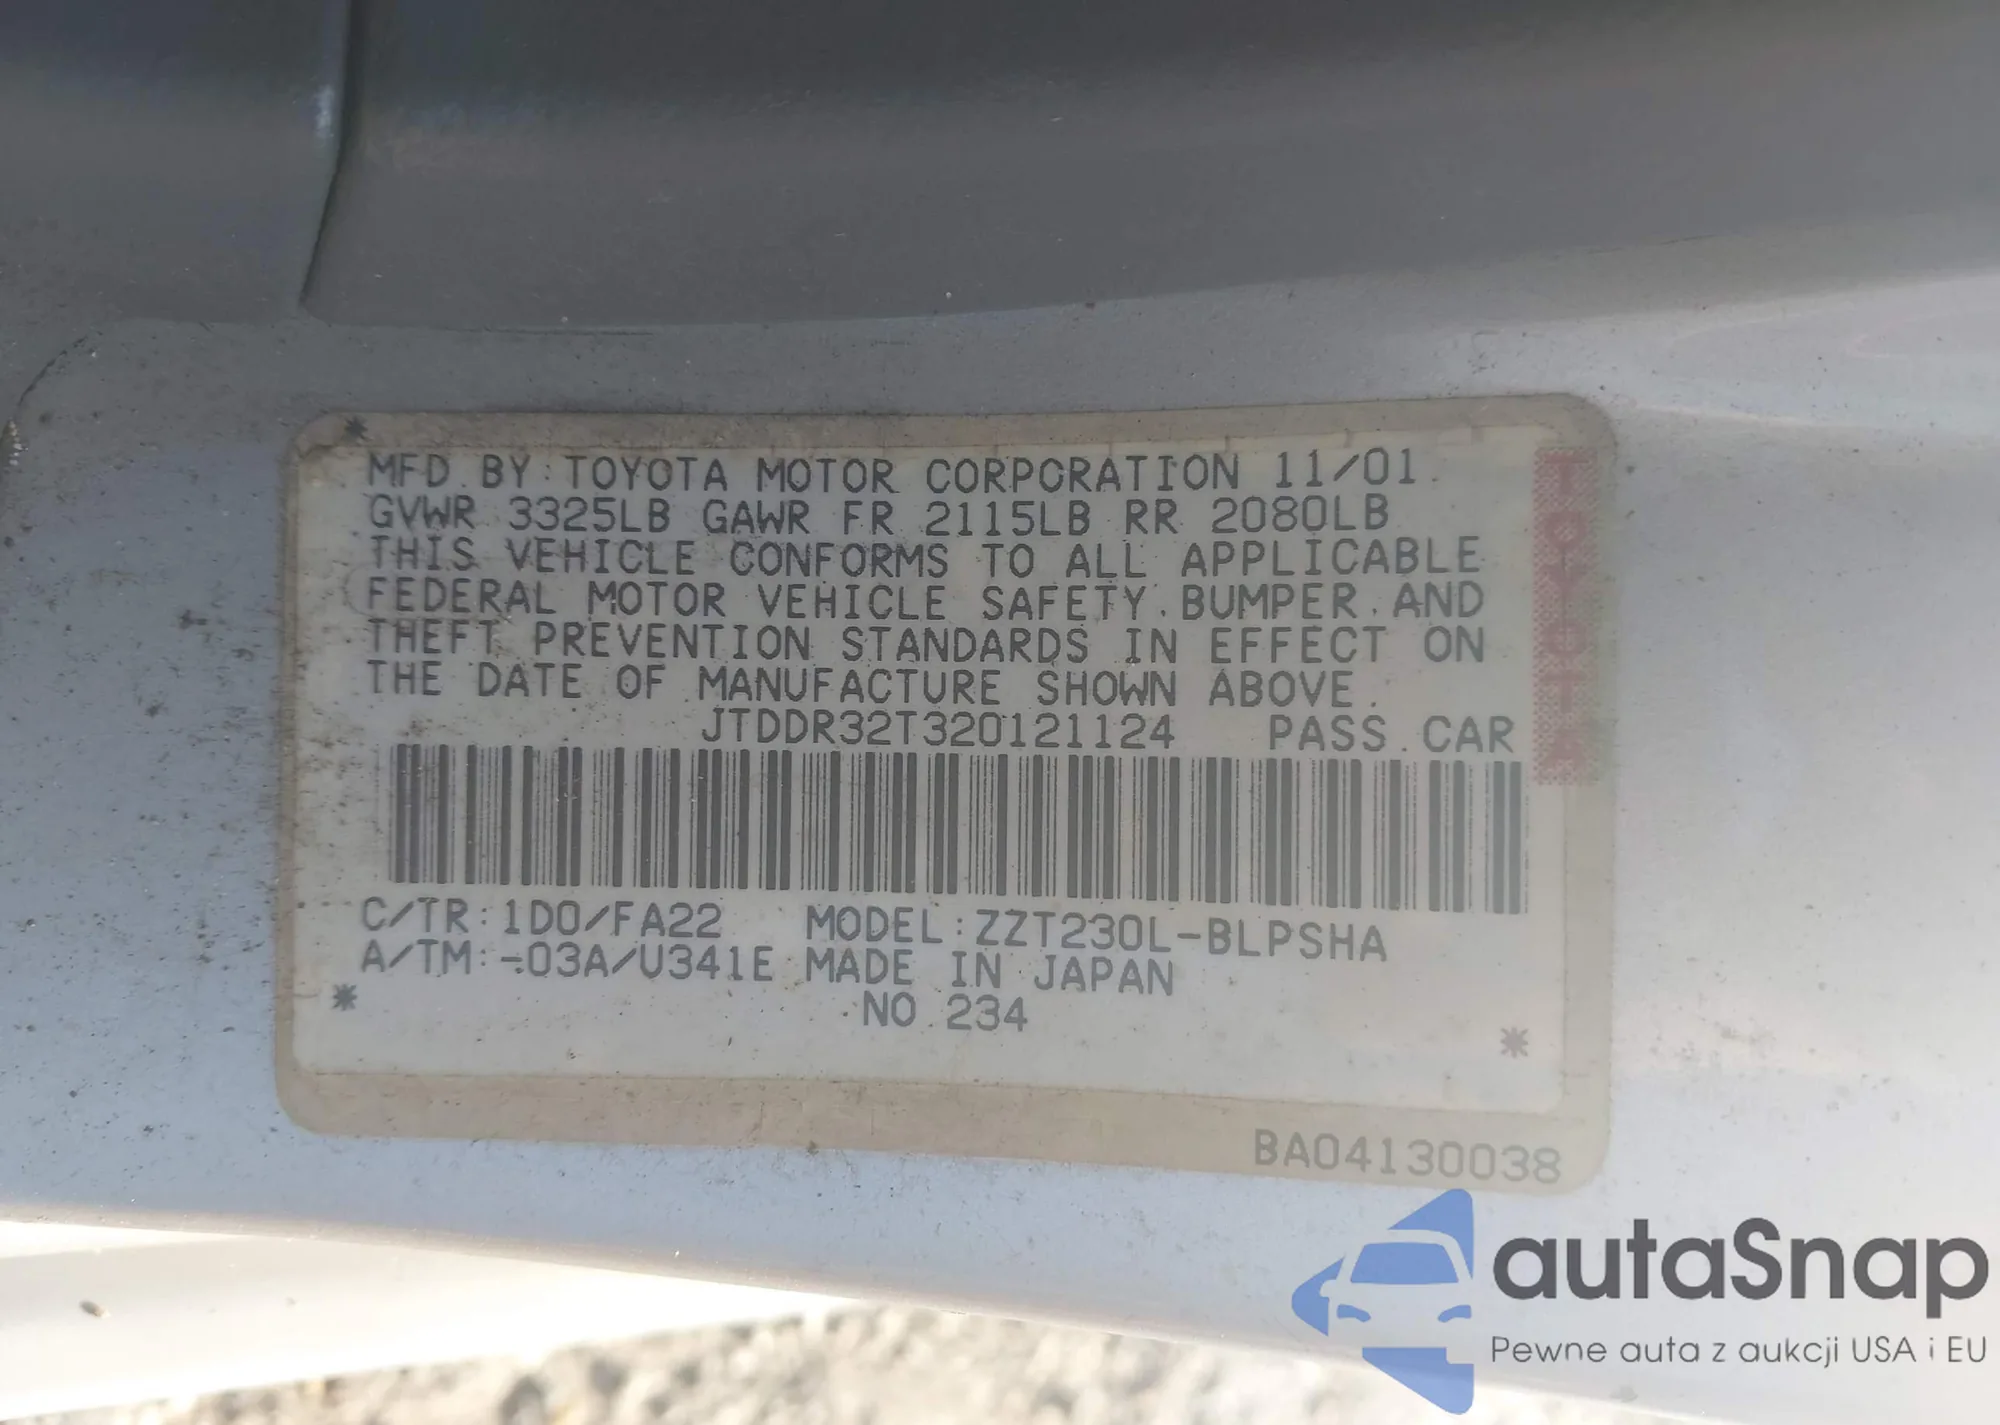 MFD. BY: TOYOTA MOTOR CORPORATION 11/01.
GVWR 3325LB GAWR FR 2115LB RR 2080LB
THIS VEHICLE CONFORMS TO ALL APPLICABLE
FEDERAL MOTOR VEHICLE SAFETY, BUMPER, AND
THEFT PREVENTION STANDARDS IN EFFECT ON
THE DATE OF MANUFACTURE SHOWN ABOVE.
JTDDR32T320121124 PASS. CAR
TOYOTA
C/TR: 1D0/FA22 MODEL: ZZT230L-BLPSHA
A/TM: -03A/U341E MADE IN JAPAN
NO 234
BA04130038
autaSnap
Pewne auta z aukcji USA i EU